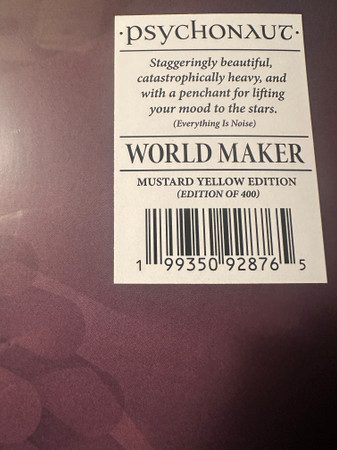 ·PSYCHONAUT·
Staggeringly beautiful,
catastrophically heavy, and
with a penchant for lifting
your mood to the stars.
(Everything Is Noise)
WORLD MAKER
MUSTARD YELLOW EDITION
(EDITION OF 400)
1 99350 92876 5